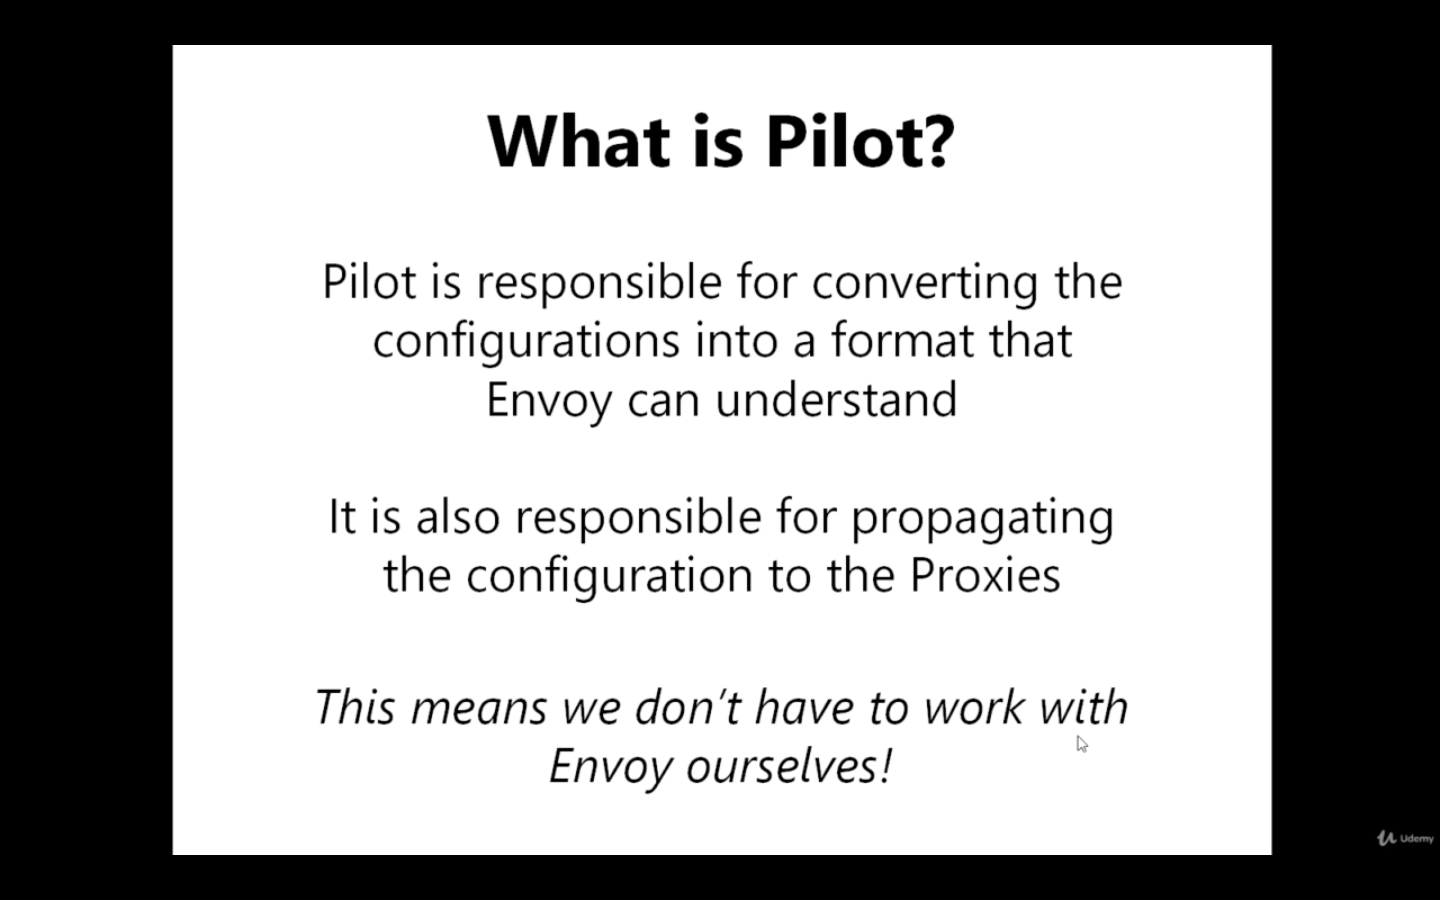 What is Pilot?
Pilot is responsible for converting the
configurations into a format that
Envoy can understand
It is also responsible for propagating
the configuration to the Proxies
This means we don't have to work with
Envoy ourselves!
Udemy